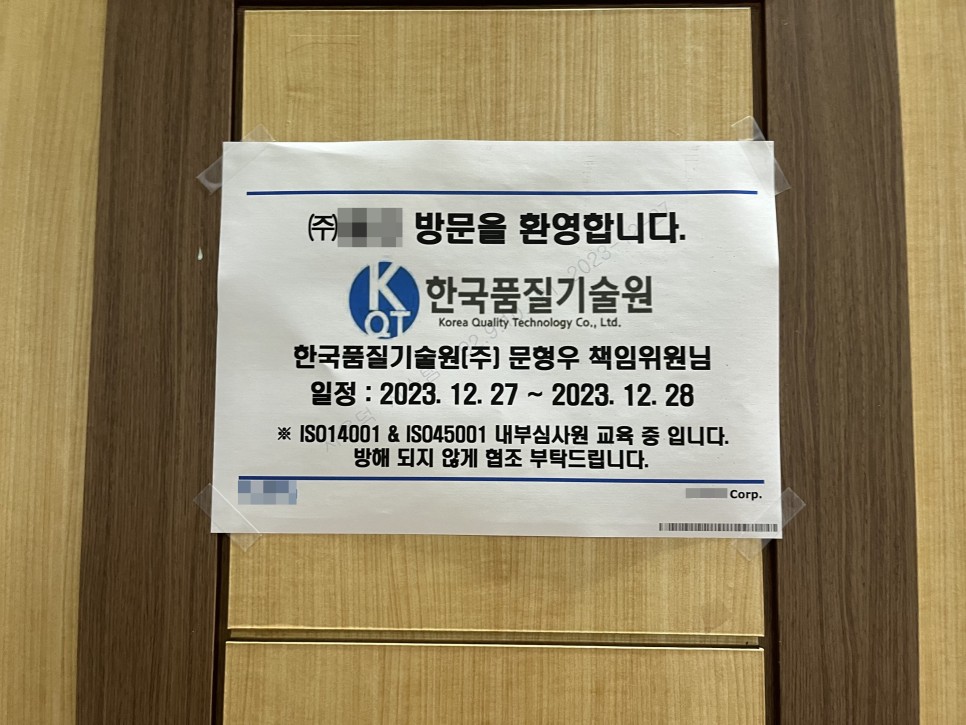 ㈜ 방문을 환영합니다.
KQT 한국품질기술원
Korea Quality Technology Co., Ltd.
한국품질기술원(주) 문형우 책임위원님
일정 : 2023. 12. 27 ~ 2023. 12. 28
※ ISO14001 & ISO45001 내부심사원 교육 중 입니다.
방해 되지 않게 협조 부탁드립니다.
Corp.